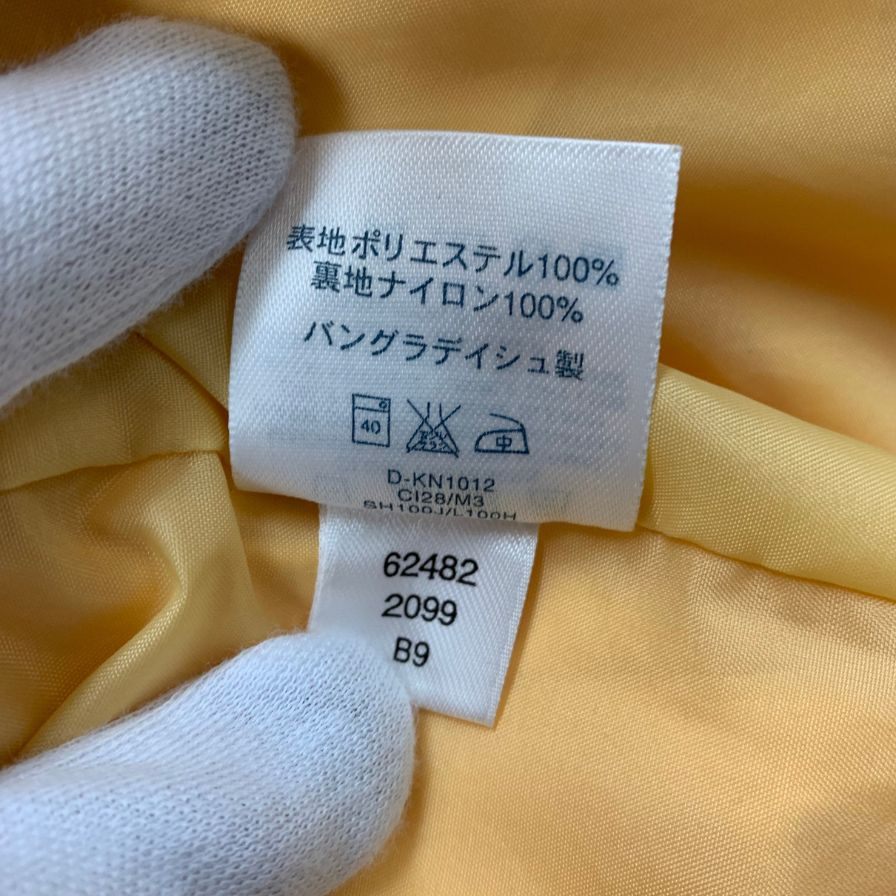 表地ポリエステル100%
裏地ナイロン100%
バングラデイシュ製
40
中
D-KN1012
CI28/M3
62482
2099
B9